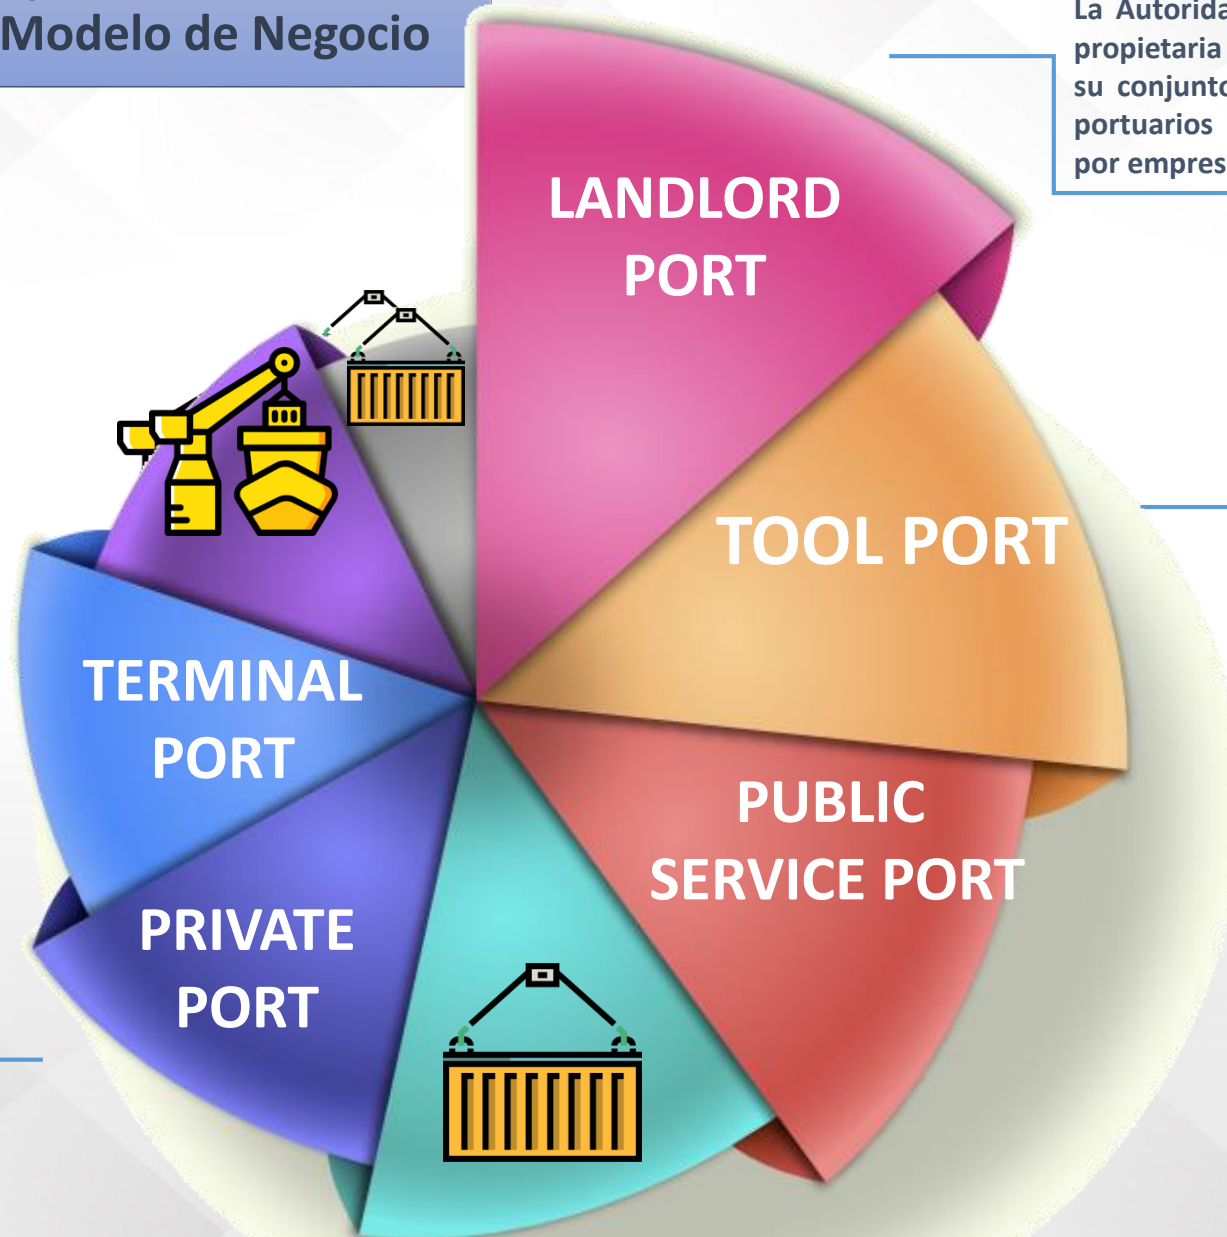 Modelo de Negocio
La
propietaria
su conjunto
portuarios
por
LANDLORD
PORT
TOOL PORT
TERMINAL
PORT
PUBLIC
SERVICE PORT
PRIVATE
PORT